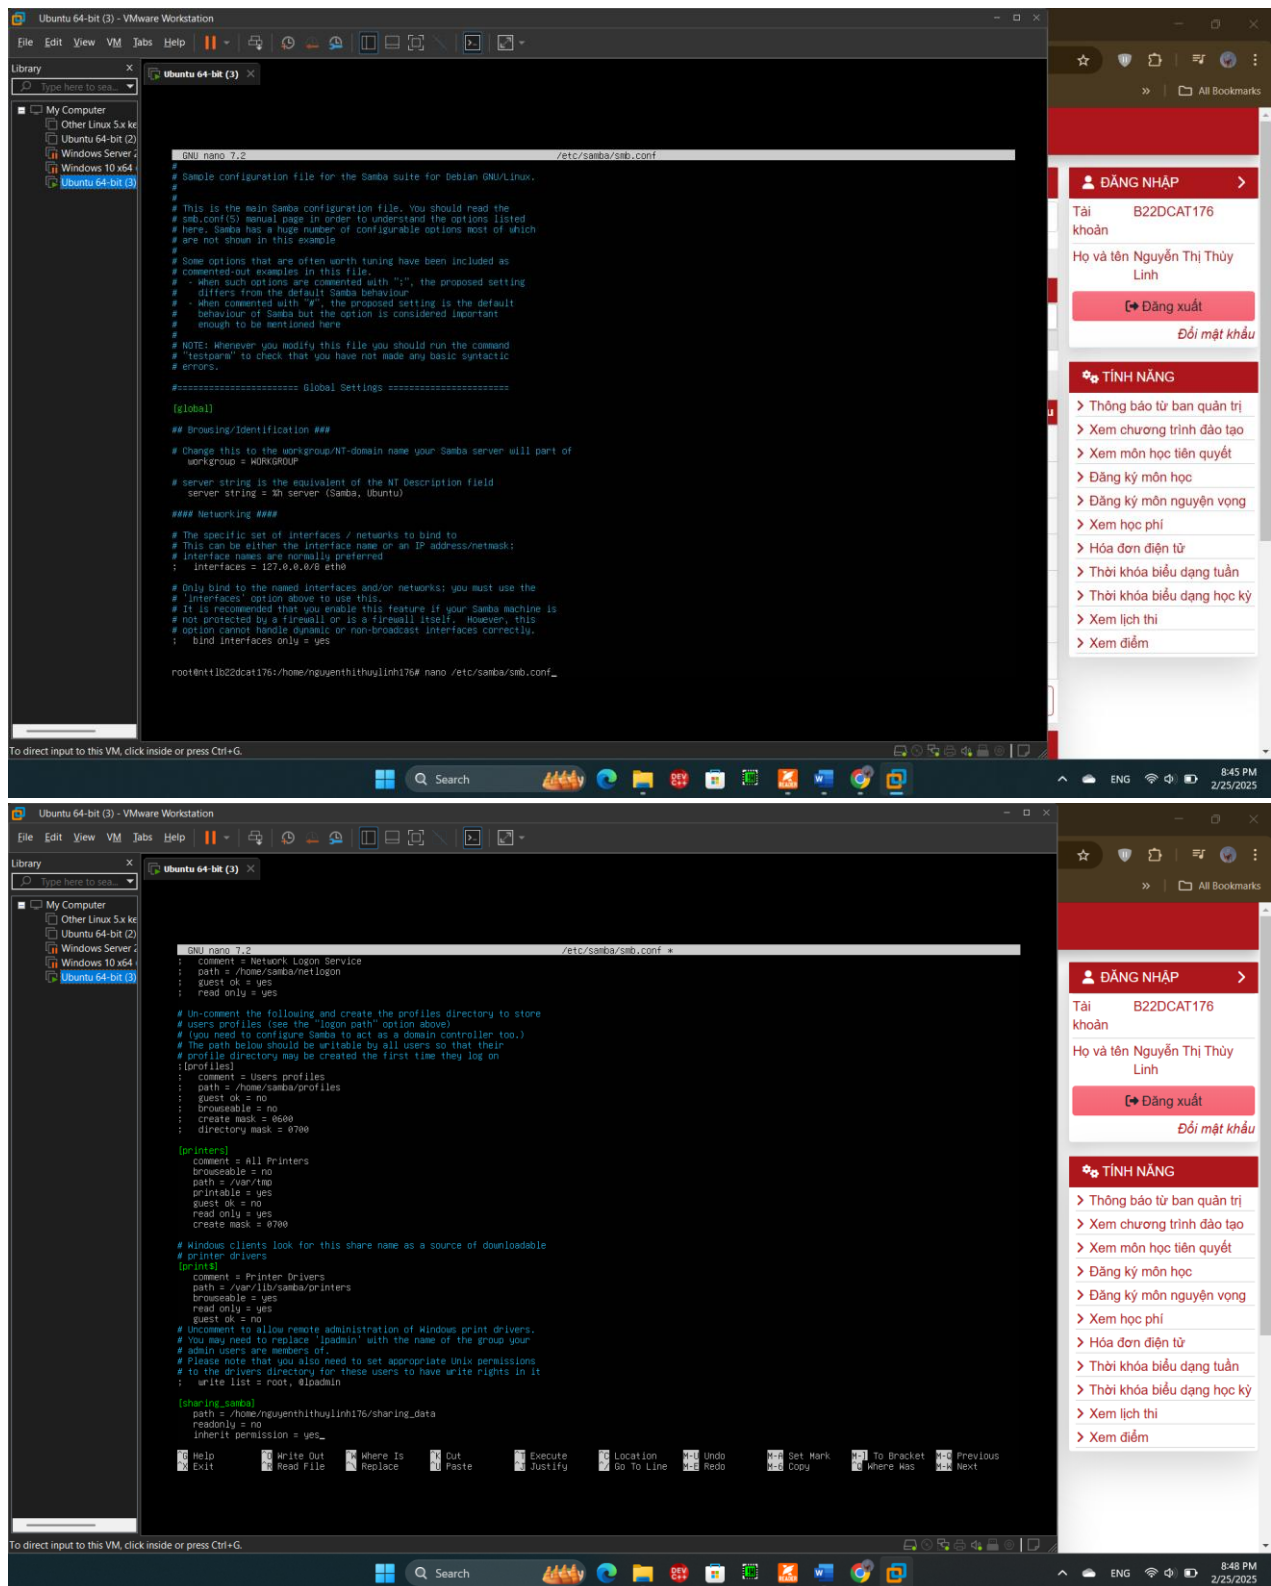 Ubuntu 64-bit (3) - VMware Workstation
File Edit View VM Tabs Help
Library
Type here to sea...
Ubuntu 64-bit (3)
My Computer
Other Linux 5.x ke
Ubuntu 64-bit (2)
Windows Server 2
Windows 10 x64
Ubuntu 64-bit (3)
GNU nano 7.2 /etc/samba/smb.conf
#
# Sample configuration file for the Samba suite for Debian GNU/Linux.
#
#
# This is the main Samba configuration file. You should read the
# smb.conf(5) manual page in order to understand the options listed
# here. Samba has a huge number of configurable options most of which
# are not shown in this example
#
# Some options that are often worth tuning have been included as
# commented-out examples in this file.
#  - When such options are commented with ";", the proposed setting
#    differs from the default Samba behaviour
#  - When commented with "#", the proposed setting is the default
#    behaviour of Samba but the option is considered important
#    enough to be mentioned here
#
# NOTE: Whenever you modify this file you should run the command
# "testparm" to check that you have not made any basic syntactic
# errors.
#======================= Global Settings =======================
[global]
## Browsing/Identification ###
# Change this to the workgroup/NT-domain name your Samba server will part of
workgroup = WORKGROUP
# server string is the equivalent of the NT Description field
server string = %h server (Samba, Ubuntu)
#### Networking ####
# The specific set of interfaces / networks to bind to
# This can be either the interface name or an IP address/netmask;
# interface names are normally preferred
;   interfaces = 127.0.0.0/8 eth0
# Only bind to the named interfaces and/or networks; you must use the
# 'interfaces' option above to use this.
# It is recommended that you enable this feature if your Samba machine is
# not protected by a firewall or is a firewall itself.  However, this
# option cannot handle dynamic or non-broadcast interfaces correctly.
;   bind interfaces only = yes
root@nttlb22dcat176:/home/nguyenthithuylinh176# nano /etc/samba/smb.conf_
To direct input to this VM, click inside or press Ctrl+G.
All Bookmarks
ĐĂNG NHẬP
Tài khoản B22DCAT176
Họ và tên Nguyễn Thị Thùy Linh
Đăng xuất
Đổi mật khẩu
TÍNH NĂNG
Thông báo từ ban quản trị
Xem chương trình đào tạo
Xem môn học tiên quyết
Đăng ký môn học
Đăng ký môn nguyện vọng
Xem học phí
Hóa đơn điện tử
Thời khóa biểu dạng tuần
Thời khóa biểu dạng học kỳ
Xem lịch thi
Xem điểm
Search
ENG
8:45 PM
2/25/2025
Ubuntu 64-bit (3) - VMware Workstation
File Edit View VM Tabs Help
Library
Type here to sea...
Ubuntu 64-bit (3)
My Computer
Other Linux 5.x ke
Ubuntu 64-bit (2)
Windows Server 2
Windows 10 x64
Ubuntu 64-bit (3)
GNU nano 7.2 /etc/samba/smb.conf *
;   comment = Network Logon Service
;   path = /home/samba/netlogon
;   guest ok = yes
;   read only = yes
# Un-comment the following and create the profiles directory to store
# users profiles (see the "logon path" option above)
# (you need to configure Samba to act as a domain controller too.)
# The path below should be writable by all users so that their
# profile directory may be created the first time they log on
;[profiles]
;   comment = Users profiles
;   path = /home/samba/profiles
;   guest ok = no
;   browseable = no
;   create mask = 0600
;   directory mask = 0700
[printers]
comment = All Printers
browseable = no
path = /var/tmp
printable = yes
guest ok = no
read only = yes
create mask = 0700
# Windows clients look for this share name as a source of downloadable
# printer drivers
[print$]
comment = Printer Drivers
path = /var/lib/samba/printers
browseable = yes
read only = yes
guest ok = no
# Uncomment to allow remote administration of Windows print drivers.
# You may need to replace 'lpadmin' with the name of the group your
# admin users are members of.
# Please note that you also need to set appropriate Unix permissions
# to the drivers directory for these users to have write rights in it
;   write list = root, @lpadmin
[sharing_samba]
path = /home/nguyenthithuylinh176/sharing_data
readonly = no
inherit permission = yes_
^G Help ^O Write Out ^W Where Is ^K Cut ^T Execute ^C Location M-U Undo M-A Set Mark M-] To Bracket M-Q Previous
^X Exit ^R Read File ^\ Replace ^U Paste ^J Justify ^/ Go To Line M-E Redo M-6 Copy ^Q Where Was M-W Next
To direct input to this VM, click inside or press Ctrl+G.
All Bookmarks
ĐĂNG NHẬP
Tài khoản B22DCAT176
Họ và tên Nguyễn Thị Thùy Linh
Đăng xuất
Đổi mật khẩu
TÍNH NĂNG
Thông báo từ ban quản trị
Xem chương trình đào tạo
Xem môn học tiên quyết
Đăng ký môn học
Đăng ký môn nguyện vọng
Xem học phí
Hóa đơn điện tử
Thời khóa biểu dạng tuần
Thời khóa biểu dạng học kỳ
Xem lịch thi
Xem điểm
Search
ENG
8:48 PM
2/25/2025